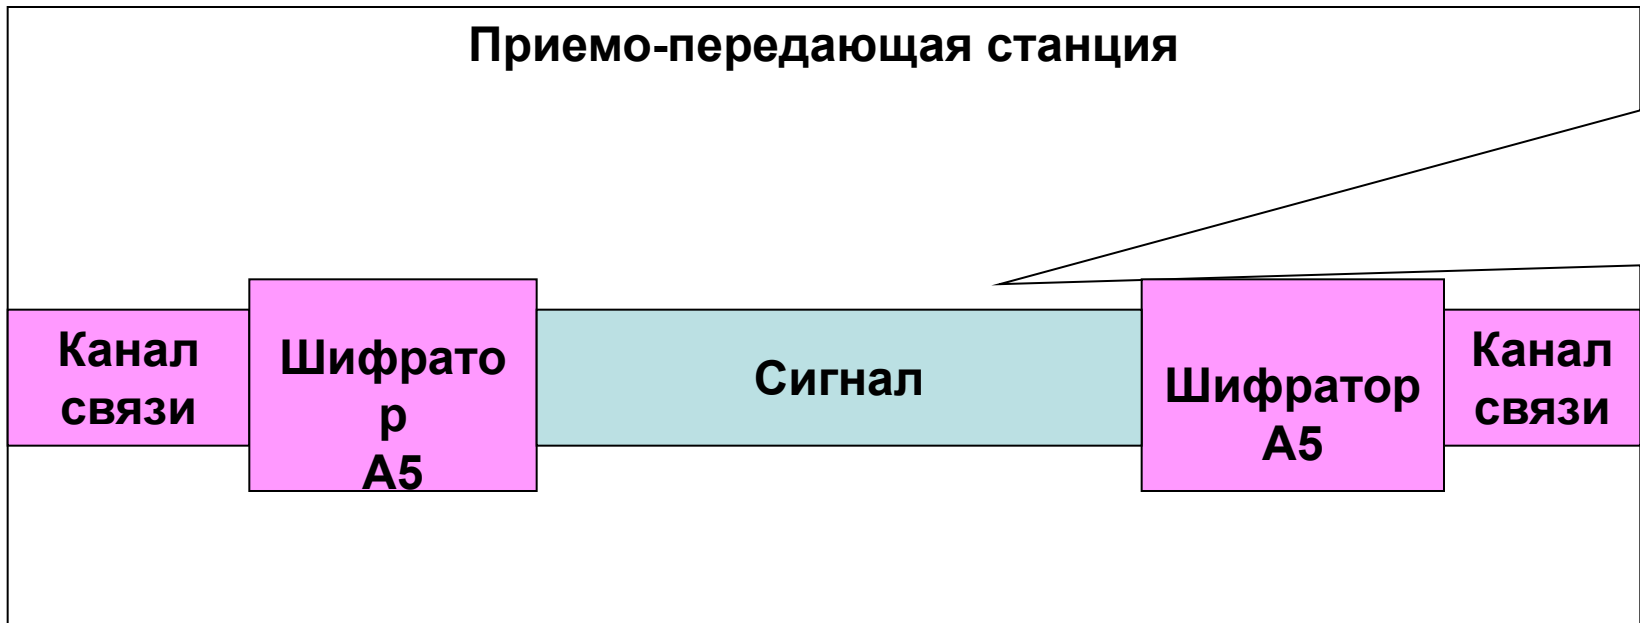 Приемо-передающая станция
Канал
связи
Шифрато
р
А5
Сигнал
Шифратор
А5
Канал
связи